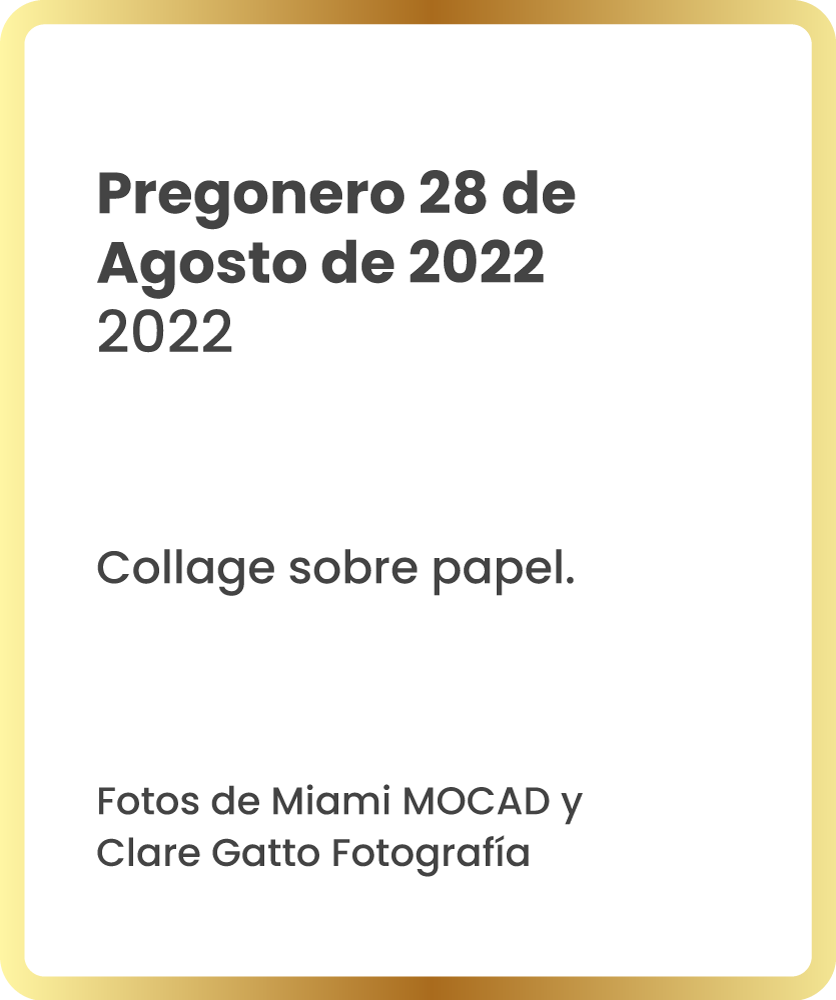 Pregonero 28 de
Agosto de 2022
2022
Collage sobre papel.
Fotos de Miami MOCAD y
Clare Gatto Fotografía